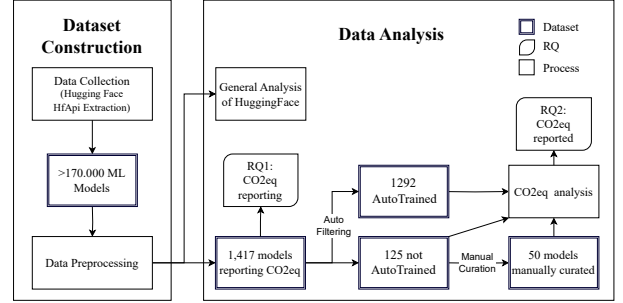 Dataset
Construction
Data Collection
(Hugging Face
HfApi Extraction)
>170.000 ML
Models
Data Preprocessing
Data Analysis
Dataset
RQ
Process
General Analysis
of HuggingFace
RQ1:
CO2eq
reporting
1,417 models
reporting CO2eq
Auto
Filtering
1292
AutoTrained
125 not
AutoTrained
Manual
Curation
50 models
manually curated
CO2eq analysis
RQ2:
CO2eq
reported